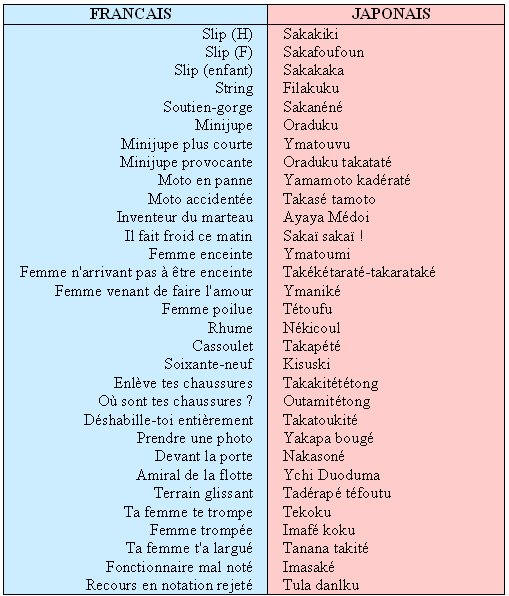 FRANCAIS JAPONAIS
Slip (H) Sakakiki
Slip (F) Sakafoufoun
Slip (enfant) Sakakaka
String Filakuku
Soutien-gorge Sakanéné
Minijupe Oraduku
Minijupe plus courte Ymatouvu
Minijupe provocante Oraduku takataté
Moto en panne Yamamoto kadératé
Moto accidentée Takasé tamoto
Inventeur du marteau Ayaya Médoi
Il fait froid ce matin Sakaï sakaï !
Femme enceinte Ymatoumi
Femme n'arrivant pas à être enceinte Takékétaraté-takarataké
Femme venant de faire l'amour Ymaniké
Femme poilue Tétoufu
Rhume Nékicoul
Cassoulet Takapété
Soixante-neuf Kisuski
Enlève tes chaussures Takakitététong
Où sont tes chaussures ? Outamitétong
Déshabille-toi entièrement Takatoukité
Prendre une photo Yakapa bougé
Devant la porte Nakasoné
Amiral de la flotte Ychi Duoduma
Terrain glissant Tadérapé téfoutu
Ta femme te trompe Tekoku
Femme trompée Imafé koku
Ta femme t'a largué Tanana takité
Fonctionnaire mal noté Imasaké
Recours en notation rejeté Tula danlku